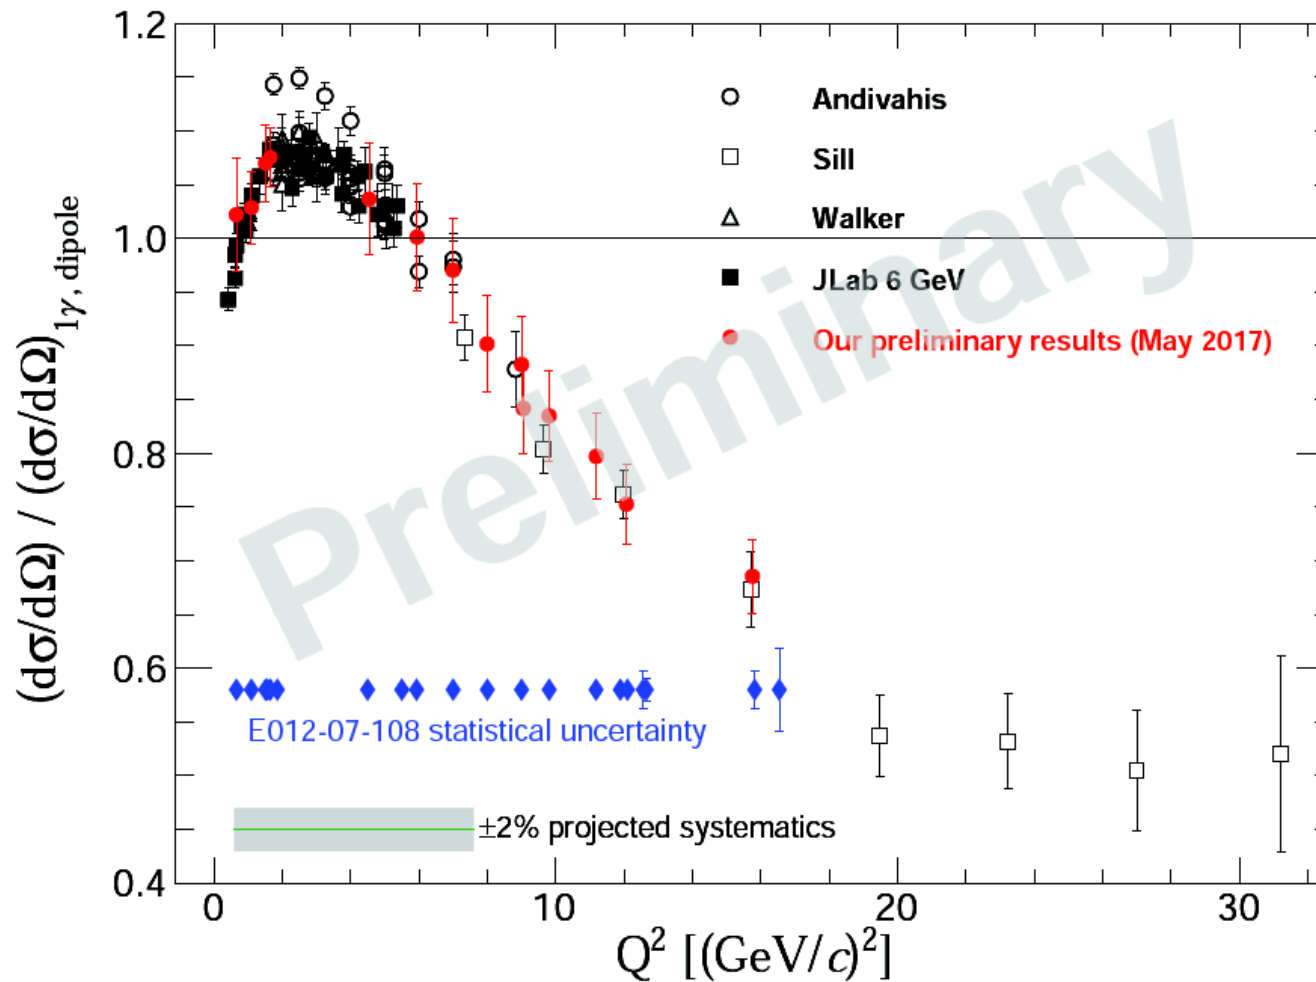 1.2
1.0
0.8
0.6
0.4
0
10
20
30
(dσ/dΩ) / (dσ/dΩ)1γ, dipole
Q² [(GeV/c)²]
Andivahis
Sill
Walker
JLab 6 GeV
Our preliminary results (May 2017)
Preliminary
E012-07-108 statistical uncertainty
±2% projected systematics